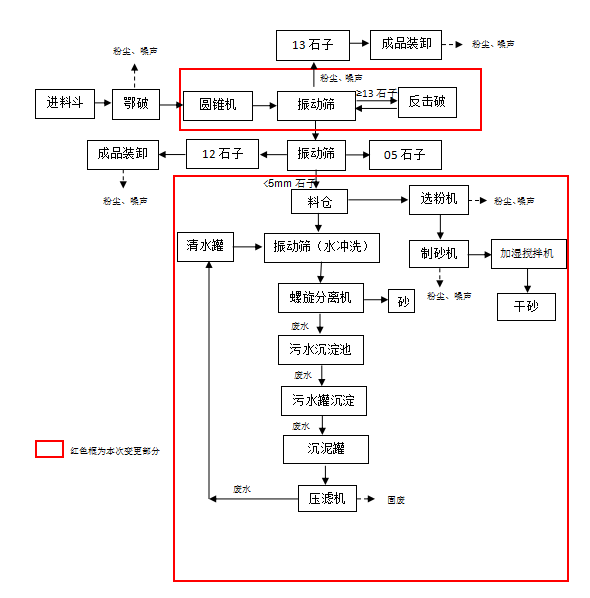 13 石子
成品装卸
粉尘、噪声
粉尘、噪声
粉尘、噪声
进料斗
鄂破
圆锥机
振动筛
≥13 石子
反击破
成品装卸
12 石子
振动筛
05 石子
<5mm 石子
粉尘、噪声
料仓
选粉机
粉尘、噪声
清水罐
振动筛（水冲洗）
制砂机
加湿搅拌机
螺旋分离机
砂
粉尘、噪声
干砂
废水
污水沉淀池
废水
污水罐沉淀
废水
沉泥罐
红色框为本次变更部分
废水
压滤机
固废